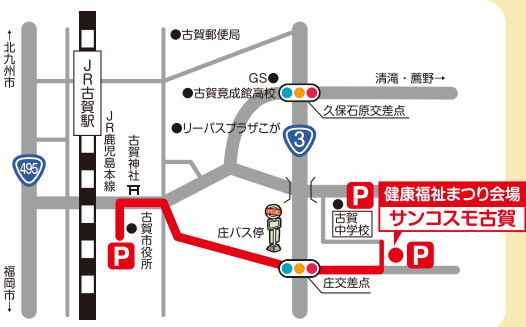 ←北九州市
JR古賀駅
JR鹿児島本線
●古賀郵便局
GS●
●古賀竟成館高校
清滝・薦野→
久保石原交差点
●リーパスプラザこが
3
495
古賀神社
P
健康福祉まつり会場
サンコスモ古賀
古賀中学校
古賀市役所
P
庄バス停
P
庄交差点
福岡市→